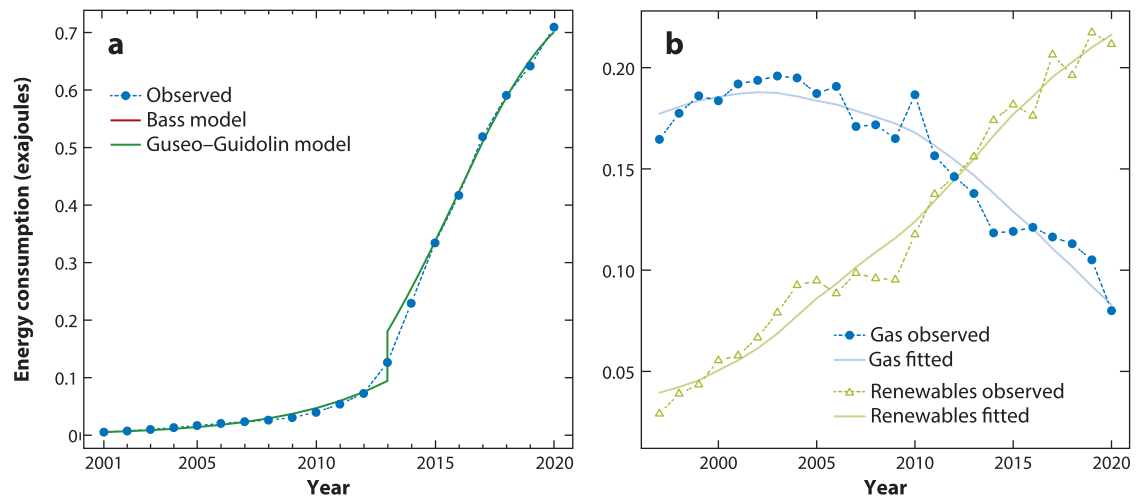 a
Energy consumption (exajoules)
0.7
0.6
0.5
0.4
0.3
0.2
0.1
0
Observed
Bass model
Guseo–Guidolin model
2001
2005
2010
2015
2020
Year
b
0.20
0.15
0.10
0.05
Gas observed
Gas fitted
Renewables observed
Renewables fitted
2000
2005
2010
2015
2020
Year